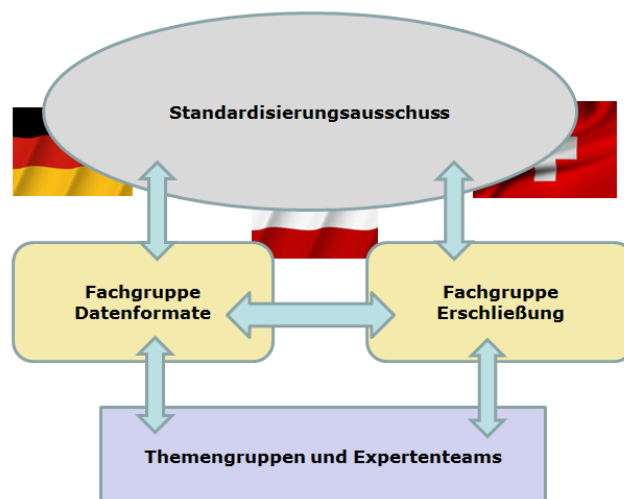 Standardisierungsausschuss
Fachgruppe
Datenformate
Fachgruppe
Erschließung
Themengruppen und Expertenteams